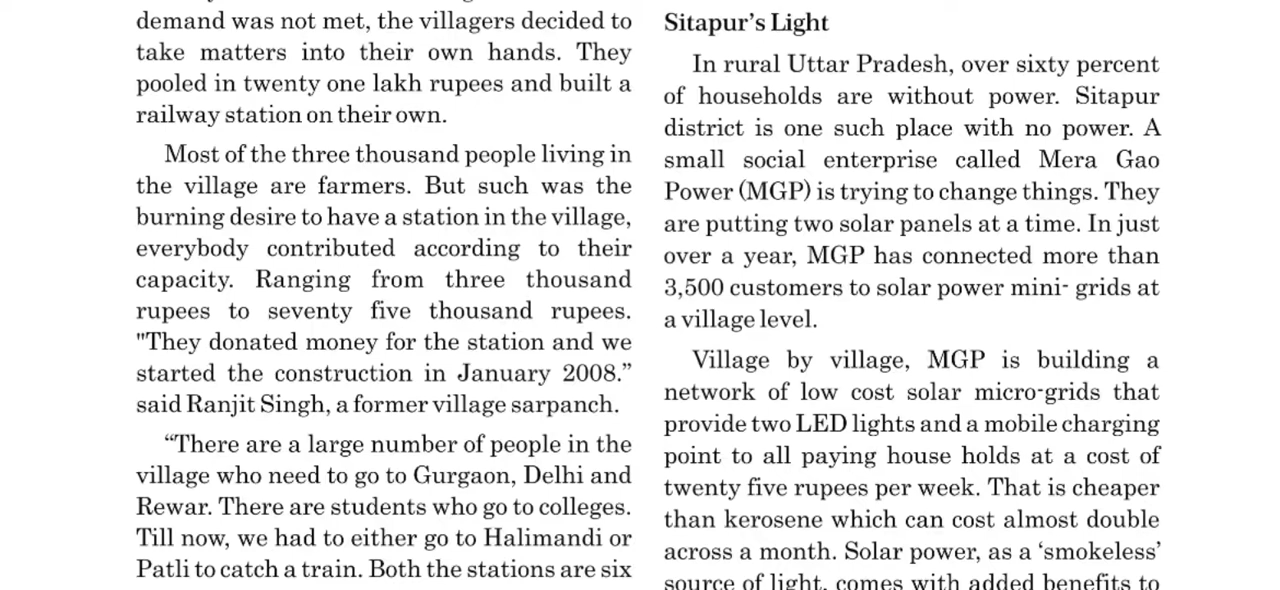 demand was not met, the villagers decided to
take matters into their own hands. They
pooled in twenty one lakh rupees and built a
railway station on their own.
Most of the three thousand people living in
the village are farmers. But such was the
burning desire to have a station in the village,
everybody contributed according to their
capacity. Ranging from three thousand
rupees to seventy five thousand rupees.
"They donated money for the station and we
started the construction in January 2008.”
said Ranjit Singh, a former village sarpanch.
“There are a large number of people in the
village who need to go to Gurgaon, Delhi and
Rewar. There are students who go to colleges.
Till now, we had to either go to Halimandi or
Patli to catch a train. Both the stations are six
Sitapur’s Light
In rural Uttar Pradesh, over sixty percent
of households are without power. Sitapur
district is one such place with no power. A
small social enterprise called Mera Gao
Power (MGP) is trying to change things. They
are putting two solar panels at a time. In just
over a year, MGP has connected more than
3,500 customers to solar power mini- grids at
a village level.
Village by village, MGP is building a
network of low cost solar micro-grids that
provide two LED lights and a mobile charging
point to all paying house holds at a cost of
twenty five rupees per week. That is cheaper
than kerosene which can cost almost double
across a month. Solar power, as a ‘smokeless’
source of light, comes with added benefits to